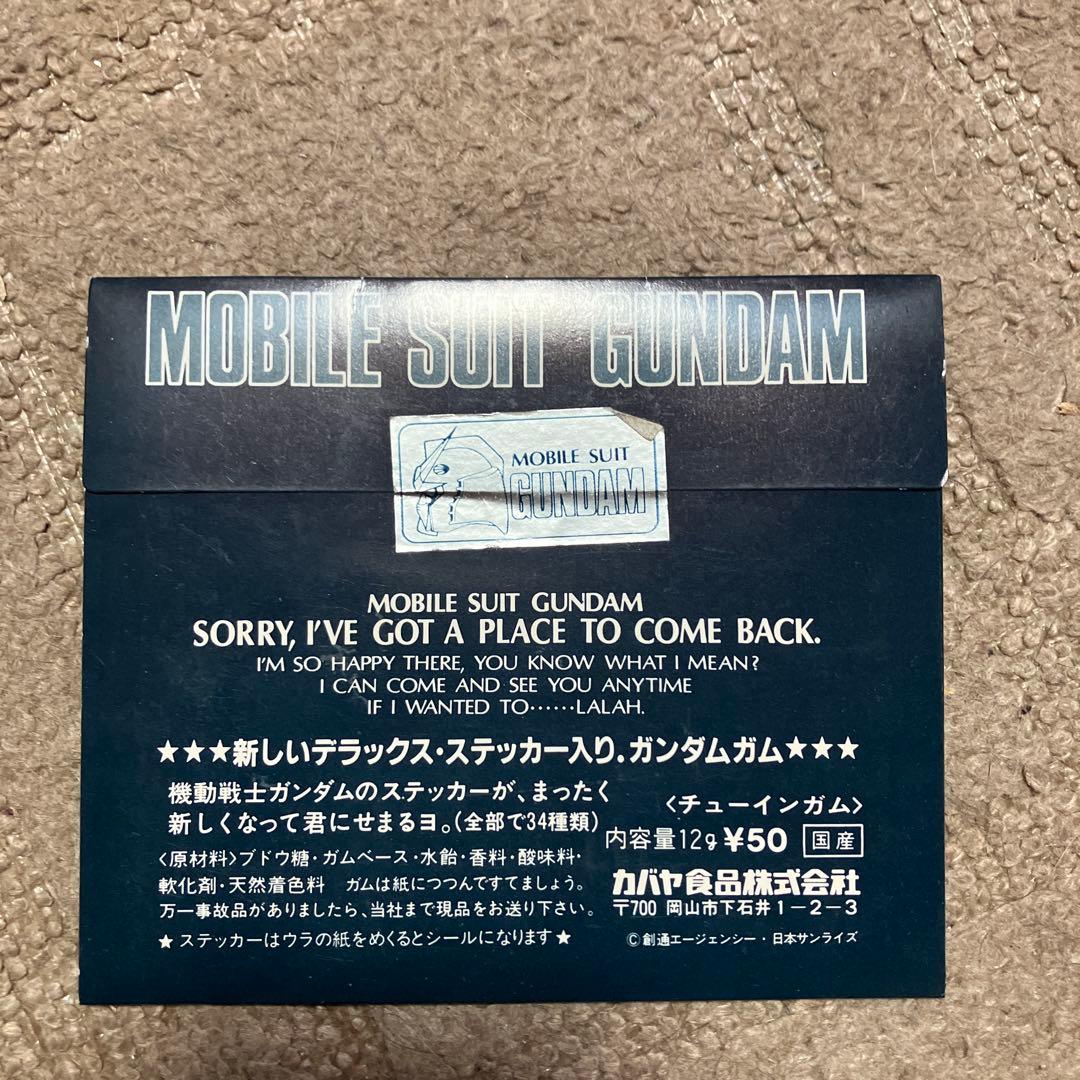 MOBILE SUIT GUNDAM
MOBILE SUIT
GUNDAM
MOBILE SUIT GUNDAM
SORRY, I'VE GOT A PLACE TO COME BACK.
I'M SO HAPPY THERE, YOU KNOW WHAT I MEAN?
I CAN COME AND SEE YOU ANYTIME
IF I WANTED TO……LALAH.
★★★新しいデラックス・ステッカー入り.ガンダムガム★★★
機動戦士ガンダムのステッカーが、まったく
新しくなって君にせまるヨ。(全部で34種類)
〈チューインガム〉
内容量12g ¥50 国産
〈原材料〉ブドウ糖・ガムベース・水飴・香料・酸味料・
軟化剤・天然着色料 ガムは紙につつんですてましょう。
万一事故品がありましたら、当社まで現品をお送り下さい。
★ステッカーはウラの紙をめくるとシールになります★
カバヤ食品株式会社
〒700 岡山市下石井1-2-3
©創通エージェンシー・日本サンライズ